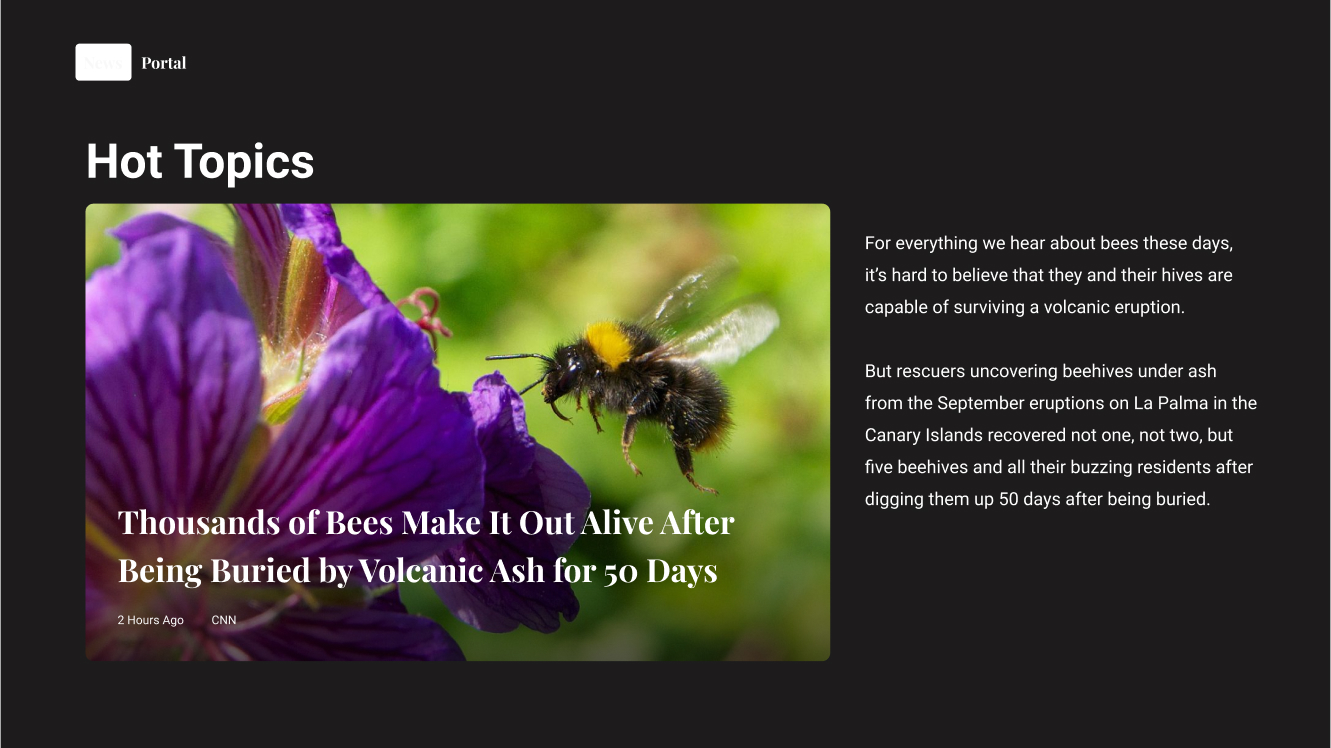 News Portal
Hot Topics
Thousands of Bees Make It Out Alive After
Being Buried by Volcanic Ash for 50 Days
2 Hours Ago CNN
For everything we hear about bees these days,
it’s hard to believe that they and their hives are
capable of surviving a volcanic eruption.
But rescuers uncovering beehives under ash
from the September eruptions on La Palma in the
Canary Islands recovered not one, not two, but
five beehives and all their buzzing residents after
digging them up 50 days after being buried.